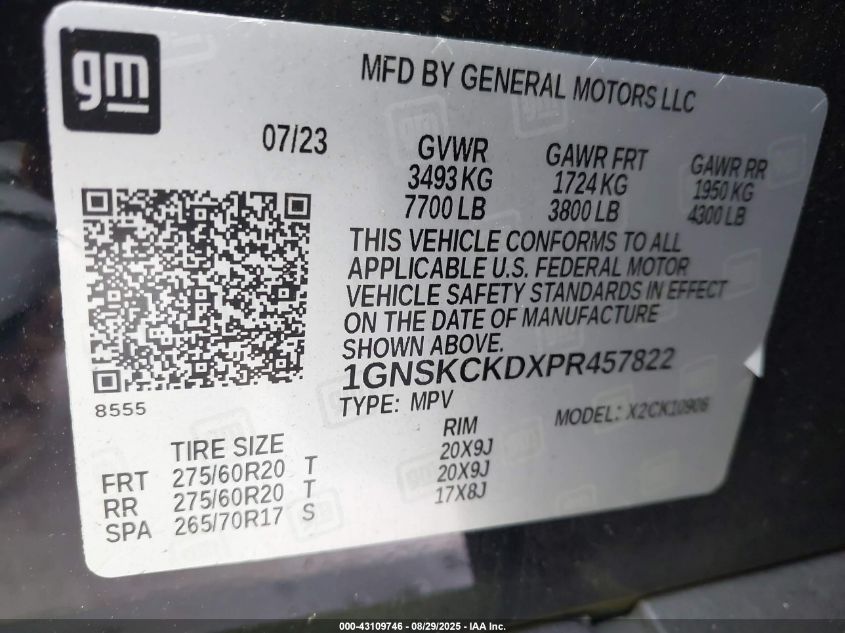 gm
MFD BY GENERAL MOTORS LLC
07/23
GVWR GAWR FRT GAWR RR
3493 KG 1724 KG 1950 KG
7700 LB 3800 LB 4300 LB
THIS VEHICLE CONFORMS TO ALL
APPLICABLE U.S. FEDERAL MOTOR
VEHICLE SAFETY STANDARDS IN EFFECT
ON THE DATE OF MANUFACTURE
SHOWN ABOVE.
1GNSKCKDXPR457822
8555
TYPE: MPV MODEL: X2CK10906
TIRE SIZE RIM
FRT 275/60R20 T 20X9J
RR 275/60R20 T 20X9J
SPA 265/70R17 S 17X8J
000-43109746 - 08/29/2025 - IAA Inc.